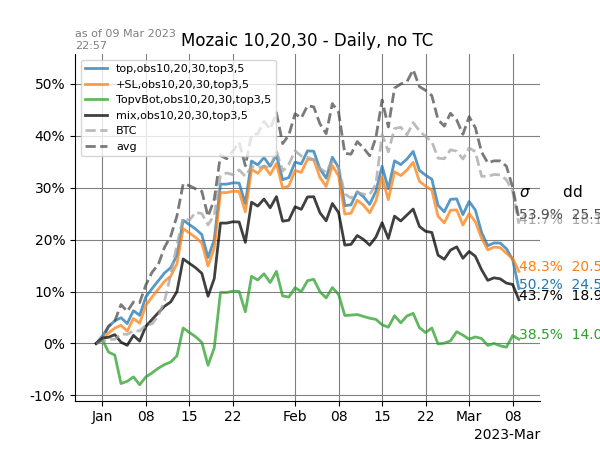 as of 09 Mar 2023
22:57
Mozaic 10,20,30 - Daily, no TC
top,obs10,20,30,top3,5
+SL,obs10,20,30,top3,5
TopvBot,obs10,20,30,top3,5
mix,obs10,20,30,top3,5
BTC
avg
50%
40%
30%
20%
10%
0%
-10%
σ dd
53.9% 25.5
41.7% 18.1
48.3% 20.5
50.2% 24.5
43.7% 18.9
38.5% 14.0
Jan 08 15 22 Feb 08 15 22 Mar 08
2023-Mar